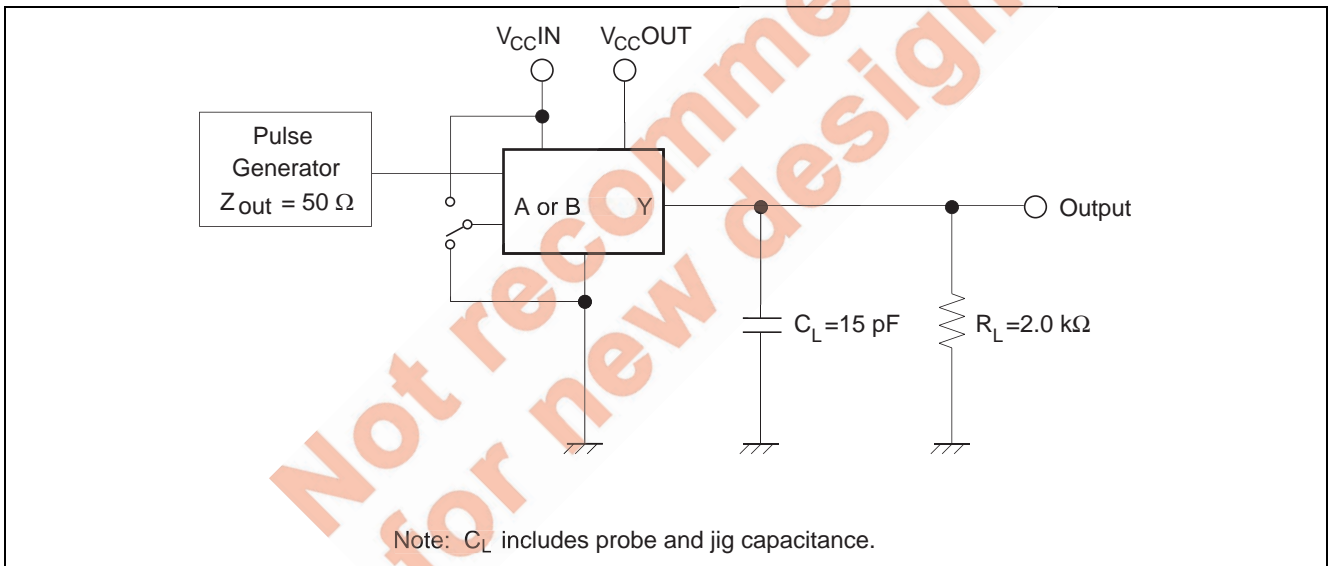 VCCIN VCCOUT
Pulse
Generator
Zout = 50 Ω
A or B Y
Output
CL=15 pF
RL=2.0 kΩ
Note: CL includes probe and jig capacitance.
Not recomme
for new design